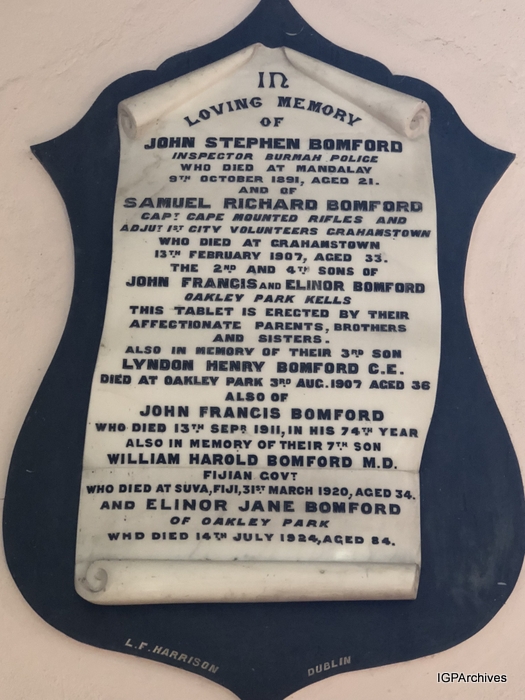 IN
LOVING MEMORY
OF
JOHN STEPHEN BOMFORD
INSPECTOR BURMAH POLICE
WHO DIED AT MANDALAY
9TH OCTOBER 1891, AGED 21.
AND OF
SAMUEL RICHARD BOMFORD
CAPT CAPE MOUNTED RIFLES AND
ADJUT 1ST CITY VOLUNTEERS GRAHAMSTOWN
WHO DIED AT GRAHAMSTOWN
13TH FEBRUARY 1907, AGED 33.
THE 2ND AND 4TH SONS OF
JOHN FRANCIS AND ELINOR BOMFORD
OAKLEY PARK KELLS
THIS TABLET IS ERECTED BY THEIR
AFFECTIONATE PARENTS, BROTHERS
AND SISTERS.
ALSO IN MEMORY OF THEIR 3RD SON
LYNDON HENRY BOMFORD C.E.
DIED AT OAKLEY PARK 3RD AUG. 1907 AGED 36
ALSO OF
JOHN FRANCIS BOMFORD
WHO DIED 13TH SEPR 1911, IN HIS 74TH YEAR
ALSO IN MEMORY OF THEIR 7TH SON
WILLIAM HAROLD BOMFORD M.D.
FIJIAN GOVT
WHO DIED AT SUVA, FIJI, 31ST MARCH 1920, AGED 34.
AND ELINOR JANE BOMFORD
OF OAKLEY PARK
WHO DIED 14TH JULY 1924, AGED 84.
L.F. HARRISON DUBLIN
IGPArchives